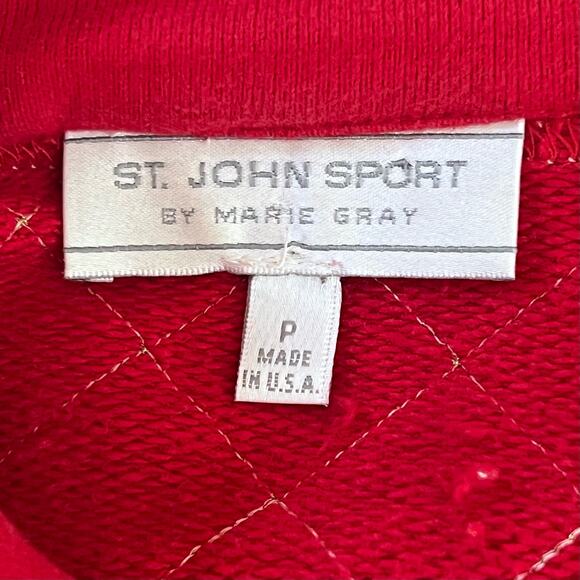 ST. JOHN SPORT
BY MARIE GRAY
P
MADE
IN U.S.A.